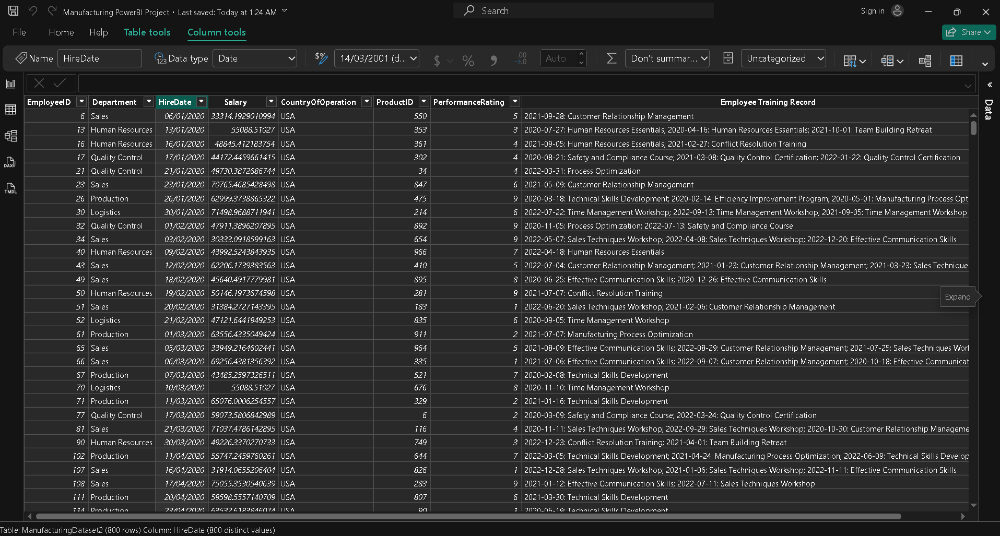 Manufacturing PowerBI Project • Last saved: Today at 1:24 AM
Search
Sign in
File Home Help Table tools Column tools
Share
Name HireDate 123 Data type Date $% 14/03/2001 (d... $ % 9 .00 →.0 Auto Σ Don't summar... Uncategorized
Data
EmployeeID Department HireDate Salary CountryOfOperation ProductID PerformanceRating Employee Training Record
6 Sales 06/01/2020 33314.1929010994 USA 550 5 2021-09-28: Customer Relationship Management
13 Human Resources 13/01/2020 55088.51027 USA 353 3 2020-07-27: Human Resources Essentials; 2020-04-16: Human Resources Essentials; 2021-10-01: Team Building Retreat
16 Human Resources 16/01/2020 48845.412183754 USA 361 4 2021-09-05: Human Resources Essentials; 2021-02-27: Conflict Resolution Training
17 Quality Control 17/01/2020 44172.4459661415 USA 302 4 2020-08-21: Safety and Compliance Course; 2021-03-08: Quality Control Certification; 2022-01-22: Quality Control Certification
21 Quality Control 21/01/2020 49730.3872686744 USA 34 4 2022-03-31: Process Optimization
23 Sales 23/01/2020 70765.4685428498 USA 847 6 2021-05-09: Customer Relationship Management
26 Production 26/01/2020 62999.3738865322 USA 475 9 2020-03-18: Technical Skills Development; 2020-02-14: Efficiency Improvement Program; 2020-05-01: Manufacturing Process Opt
DAX
30 Logistics 30/01/2020 71498.9688711941 USA 214 6 2022-07-22: Time Management Workshop; 2022-09-13: Time Management Workshop; 2021-09-05: Time Management Workshop
TMDL
32 Quality Control 01/02/2020 47911.3896207895 USA 892 9 2020-11-05: Process Optimization; 2022-07-13: Safety and Compliance Course
34 Sales 03/02/2020 30333.0918599163 USA 654 9 2022-05-07: Sales Techniques Workshop; 2022-04-08: Sales Techniques Workshop; 2022-12-20: Effective Communication Skills
40 Human Resources 09/02/2020 43992.5243843935 USA 966 7 2022-04-18: Human Resources Essentials
43 Sales 12/02/2020 62206.1739383563 USA 410 5 2022-07-04: Customer Relationship Management; 2021-01-23: Customer Relationship Management; 2021-03-23: Sales Technique
49 Sales 18/02/2020 45640.4917779981 USA 895 8 2020-06-25: Effective Communication Skills; 2020-12-26: Effective Communication Skills
50 Human Resources 19/02/2020 50146.1973674598 USA 281 9 2021-07-07: Conflict Resolution Training
Expand
51 Sales 20/02/2020 31384.2727143395 USA 183 1 2022-06-20: Sales Techniques Workshop; 2021-02-06: Customer Relationship Management
52 Logistics 21/02/2020 47121.6441949253 USA 835 6 2020-09-05: Time Management Workshop
61 Production 01/03/2020 63556.4335049424 USA 911 2 2021-07-07: Manufacturing Process Optimization
65 Sales 05/03/2020 33949.2164602441 USA 964 5 2021-08-09: Effective Communication Skills; 2022-08-29: Customer Relationship Management; 2021-07-25: Sales Techniques Worl
66 Sales 06/03/2020 69256.4381356392 USA 335 1 2021-07-06: Effective Communication Skills; 2022-09-07: Customer Relationship Management; 2020-10-18: Effective Communicat
67 Production 07/03/2020 43485.2597326511 USA 521 7 2020-02-08: Technical Skills Development
70 Logistics 10/03/2020 55088.51027 USA 676 8 2020-11-10: Time Management Workshop
71 Production 11/03/2020 65076.0006254557 USA 329 2 2021-01-16: Technical Skills Development
77 Quality Control 17/03/2020 59073.5806842989 USA 6 2 2020-03-09: Safety and Compliance Course; 2022-03-24: Quality Control Certification
81 Sales 21/03/2020 71037.4786142895 USA 116 4 2020-11-11: Sales Techniques Workshop; 2022-09-29: Sales Techniques Workshop; 2020-10-30: Customer Relationship Manageme
90 Human Resources 30/03/2020 49226.3370270733 USA 749 3 2022-12-23: Conflict Resolution Training; 2021-04-01: Team Building Retreat
102 Production 11/04/2020 55747.2459760261 USA 644 7 2022-03-05: Technical Skills Development; 2021-04-24: Manufacturing Process Optimization; 2022-06-09: Technical Skills Develop
107 Sales 16/04/2020 31914.0655206404 USA 826 1 2022-12-28: Sales Techniques Workshop; 2021-01-06: Sales Techniques Workshop; 2022-11-11: Effective Communication Skills
108 Sales 17/04/2020 75055.3530540639 USA 283 9 2021-01-12: Effective Communication Skills; 2022-07-11: Sales Techniques Workshop
111 Production 20/04/2020 59598.5557140709 USA 807 6 2021-03-30: Technical Skills Development
114 Production 23/04/2020 63532.6183846074 USA 90 1 2020-06-19: Technical Skills Development
Table: ManufacturingDataset2 (800 rows) Column: HireDate (800 distinct values)